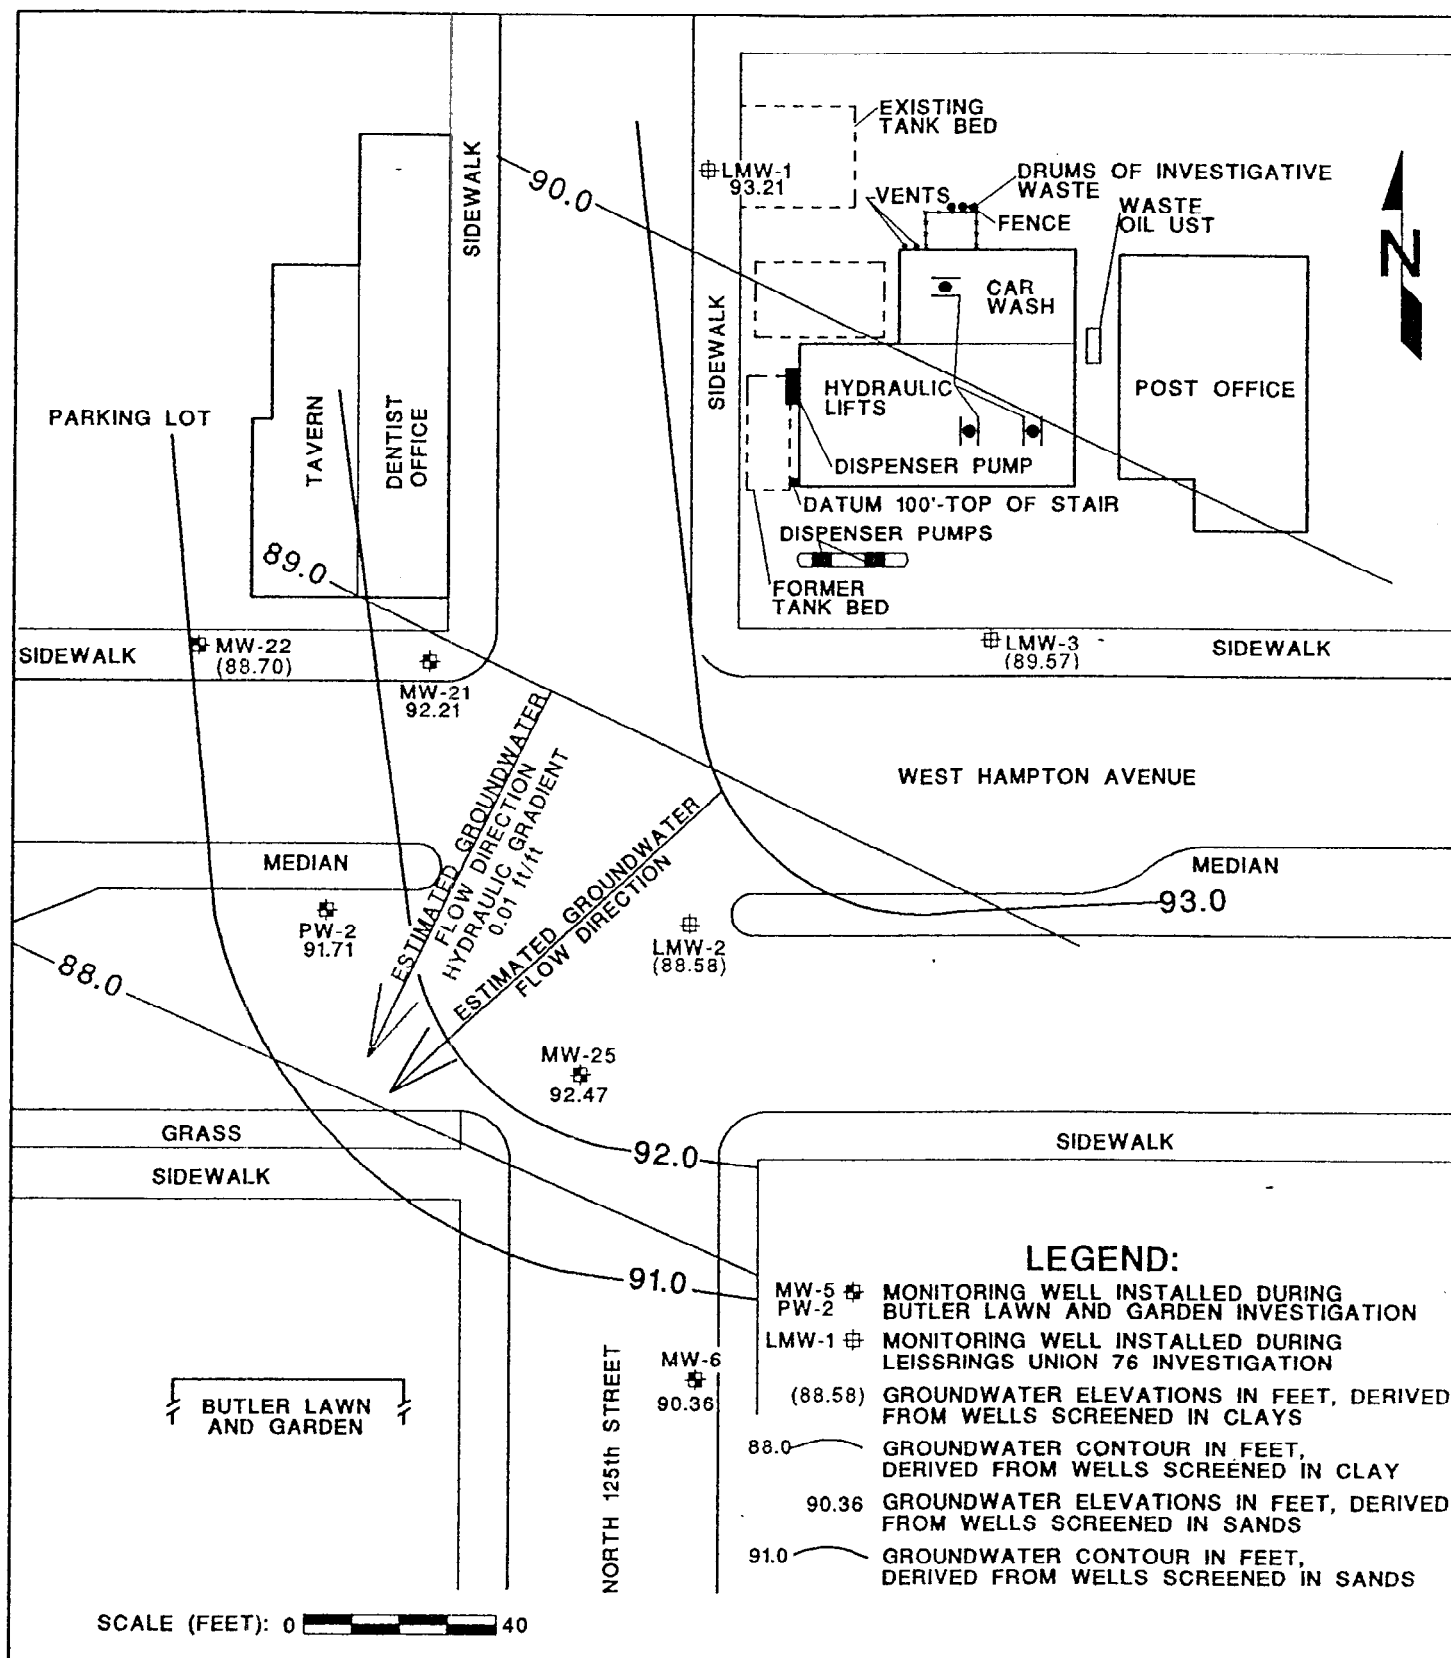 EXISTING
TANK BED
LMW-1
93.21
DRUMS OF INVESTIGATIVE
WASTE
VENTS
FENCE
WASTE
OIL UST
N
90.0
SIDEWALK
SIDEWALK
CAR
WASH
HYDRAULIC
LIFTS
POST OFFICE
PARKING LOT
TAVERN
DENTIST
OFFICE
DISPENSER PUMP
DATUM 100'-TOP OF STAIR
DISPENSER PUMPS
FORMER
TANK BED
89.0
MW-22
(88.70)
SIDEWALK
MW-21
92.21
LMW-3
(89.57)
SIDEWALK
ESTIMATED GROUNDWATER
FLOW DIRECTION
HYDRAULIC GRADIENT
0.01 ft/ft
ESTIMATED GROUNDWATER
FLOW DIRECTION
WEST HAMPTON AVENUE
MEDIAN
MEDIAN
93.0
PW-2
91.71
LMW-2
(88.58)
88.0
MW-25
92.47
GRASS
SIDEWALK
92.0
SIDEWALK
91.0
MW-6
90.36
NORTH 125th STREET
BUTLER LAWN
AND GARDEN
LEGEND:
MW-5 MONITORING WELL INSTALLED DURING
PW-2 BUTLER LAWN AND GARDEN INVESTIGATION
LMW-1 MONITORING WELL INSTALLED DURING
LEISSRINGS UNION 76 INVESTIGATION
(88.58) GROUNDWATER ELEVATIONS IN FEET, DERIVED
FROM WELLS SCREENED IN CLAYS
88.0 GROUNDWATER CONTOUR IN FEET,
DERIVED FROM WELLS SCREENED IN CLAY
90.36 GROUNDWATER ELEVATIONS IN FEET, DERIVED
FROM WELLS SCREENED IN SANDS
91.0 GROUNDWATER CONTOUR IN FEET,
DERIVED FROM WELLS SCREENED IN SANDS
SCALE (FEET): 0 40